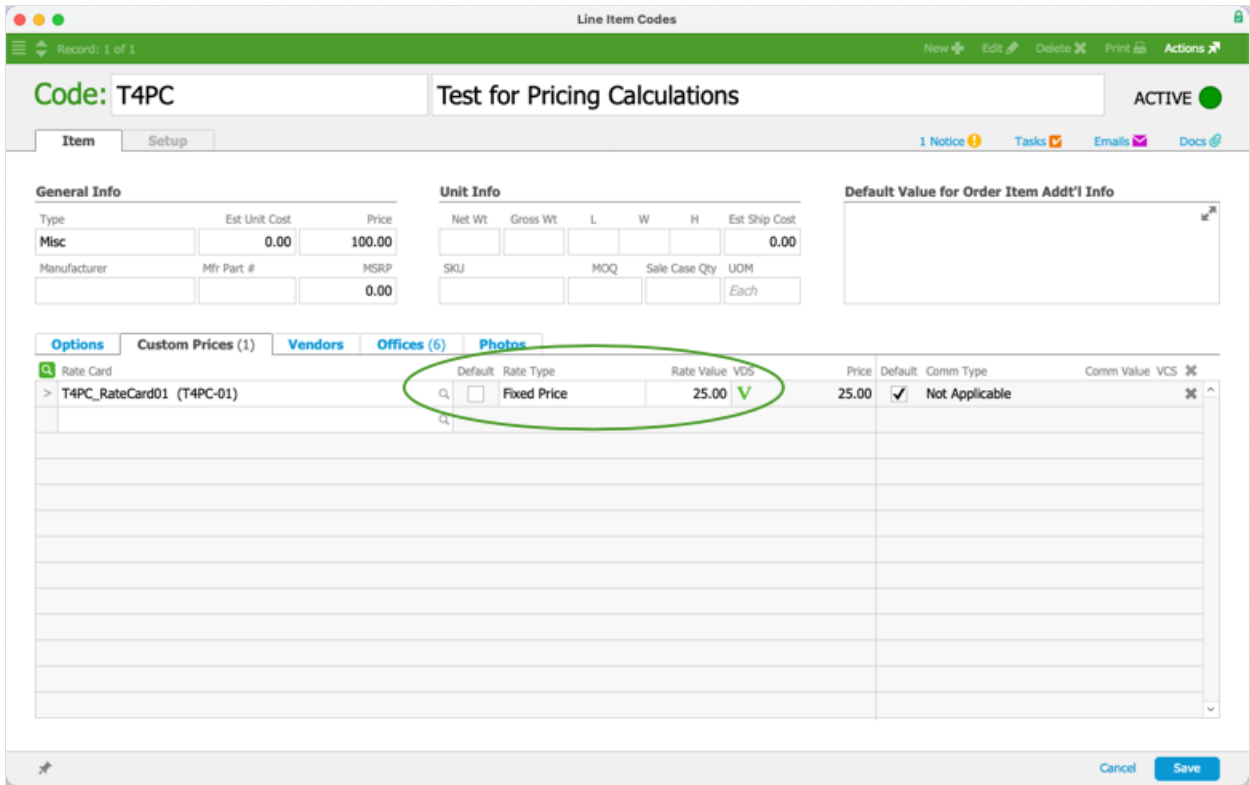 Line Item Codes
Record: 1 of 1 New Edit Delete Print Actions
Code: T4PC Test for Pricing Calculations ACTIVE
Item Setup 1 Notice Tasks Emails Docs
General Info Unit Info Default Value for Order Item Addt'l Info
Type Est Unit Cost Price Net Wt Gross Wt L W H Est Ship Cost
Misc 0.00 100.00 0.00
Manufacturer Mfr Part # MSRP SKU MOQ Sale Case Qty UOM
0.00 Each
Options Custom Prices (1) Vendors Offices (6) Photos
Rate Card Default Rate Type Rate Value VDS Price Default Comm Type Comm Value VCS
> T4PC_RateCard01 (T4PC-01) Fixed Price 25.00 V 25.00 Not Applicable
Cancel Save